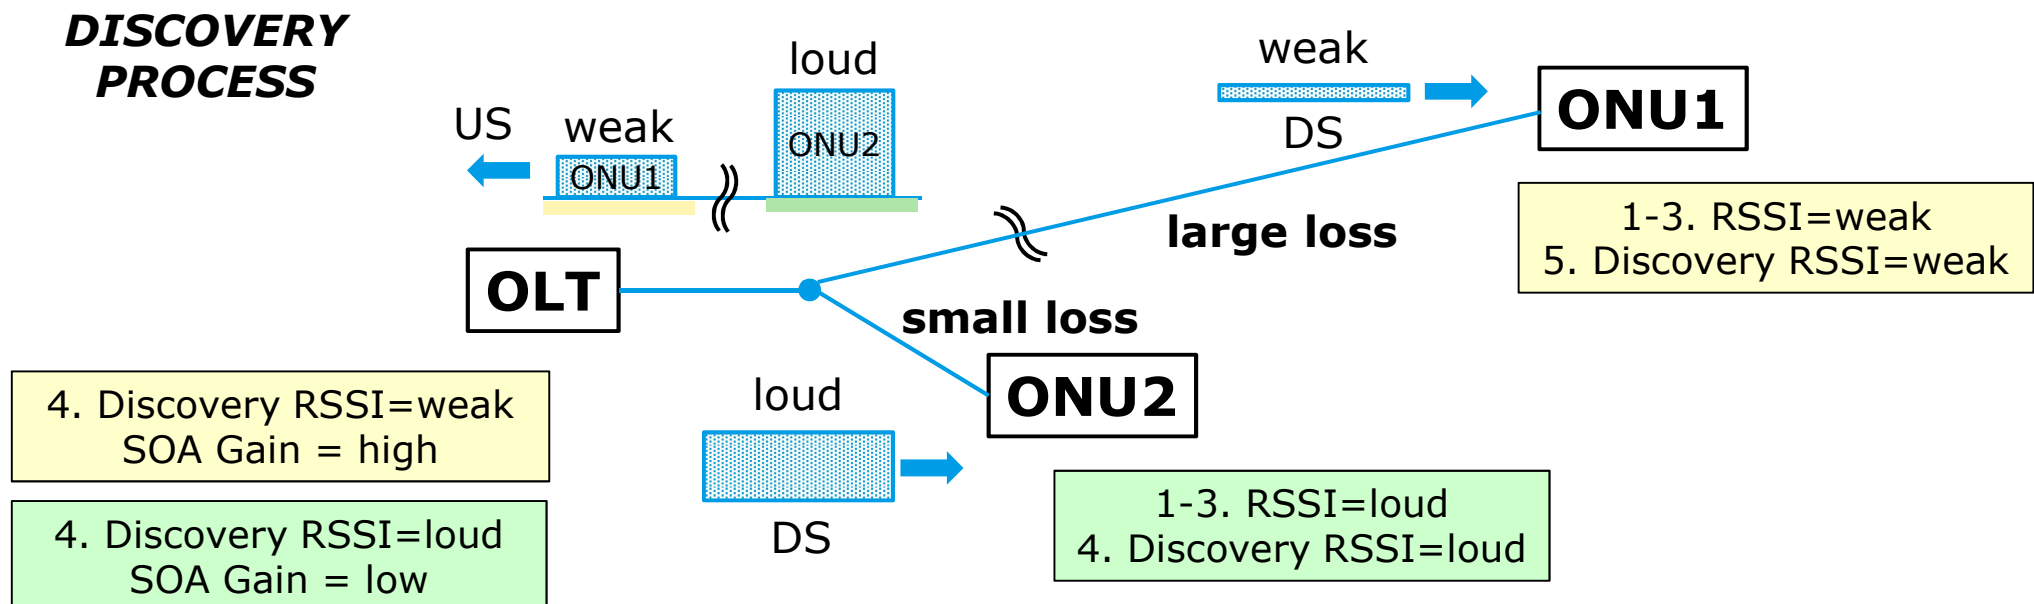 DISCOVERY
PROCESS
US
weak
ONU1
loud
ONU2
weak
DS
ONU1
1-3. RSSI=weak
5. Discovery RSSI=weak
large loss
OLT
small loss
ONU2
loud
DS
4. Discovery RSSI=weak
SOA Gain = high
4. Discovery RSSI=loud
SOA Gain = low
1-3. RSSI=loud
4. Discovery RSSI=loud